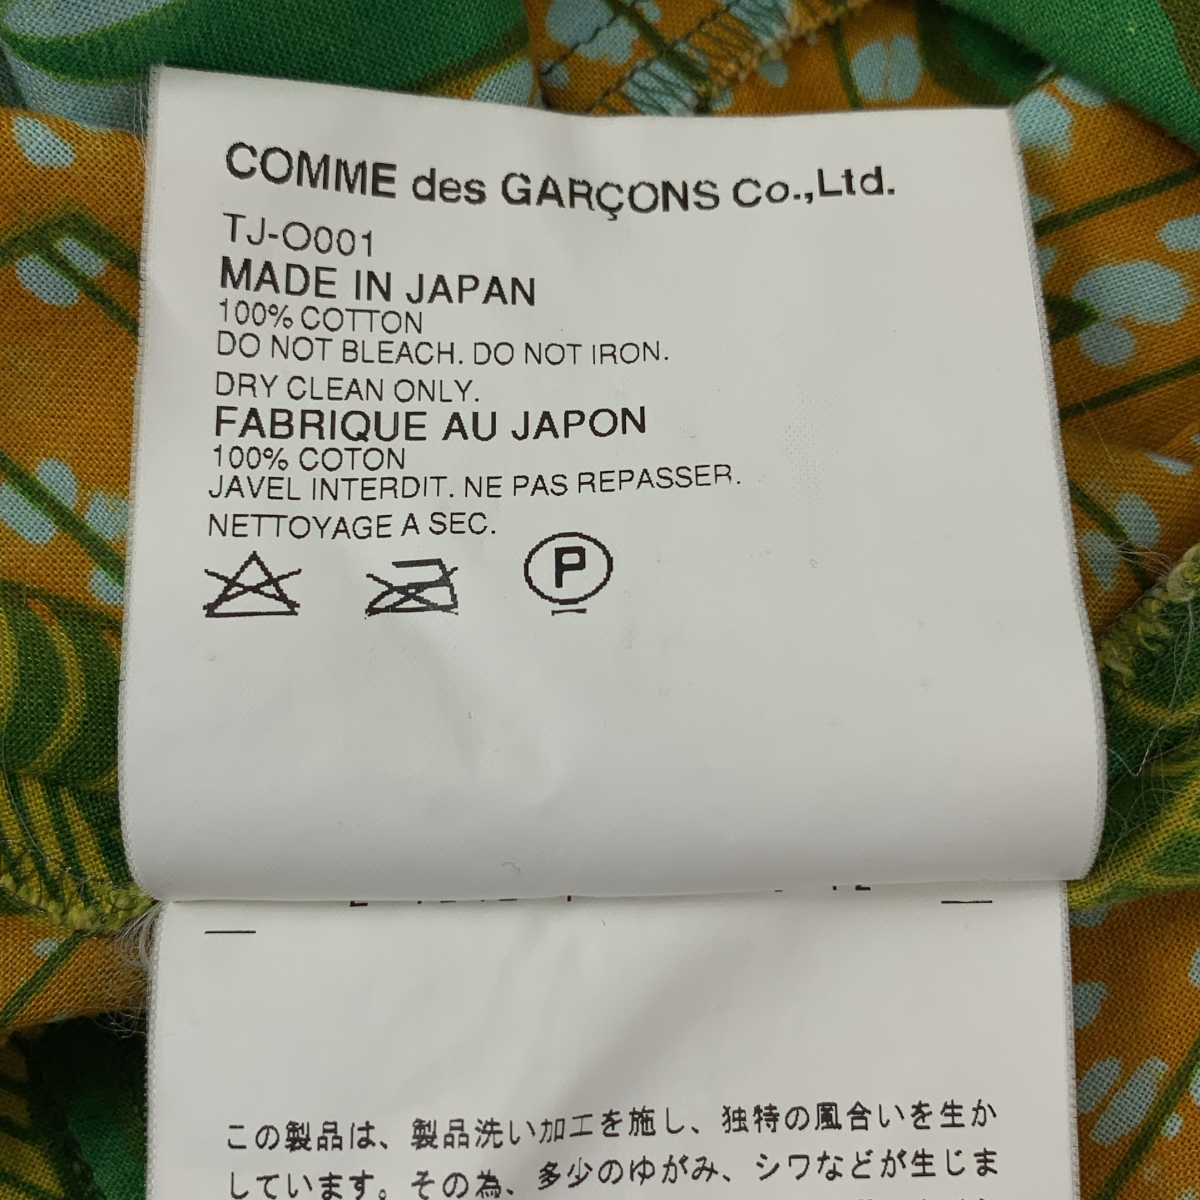 COMME des GARÇONS Co.,Ltd.
TJ-O001
MADE IN JAPAN
100% COTTON
DO NOT BLEACH. DO NOT IRON.
DRY CLEAN ONLY.
FABRIQUE AU JAPON
100% COTON
JAVEL INTERDIT. NE PAS REPASSER.
NETTOYAGE A SEC.
P
この製品は、製品洗い加工を施し、独特の風合いを生か
しています。その為、多少のゆがみ、シワなどが生じま